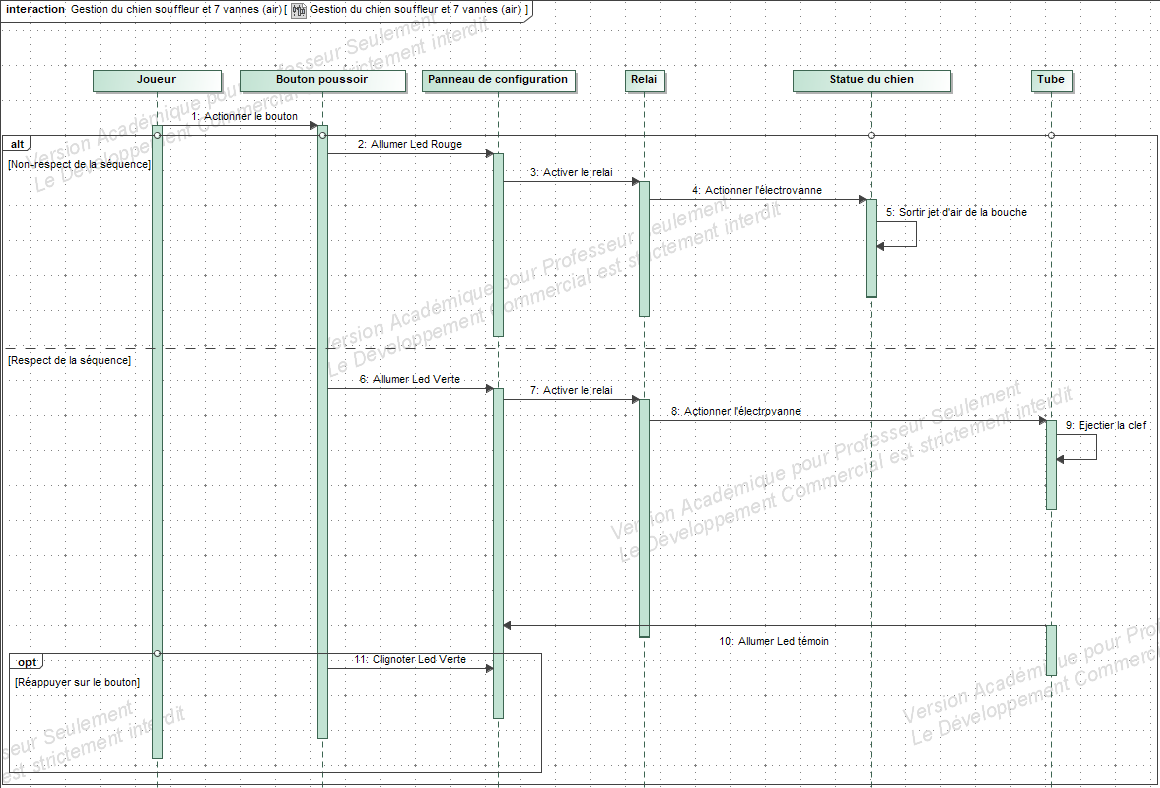 interaction Gestion du chien souffleur et 7 vannes (air) [ Gestion du chien souffleur et 7 vannes (air) ]
Joueur
Bouton poussoir
Panneau de configuration
Relai
Statue du chien
Tube
1: Actionner le bouton
alt
[Non-respect de la séquence]
2: Allumer Led Rouge
3: Activer le relai
4: Actionner l'électrovanne
5: Sortir jet d'air de la bouche
[Respect de la séquence]
6: Allumer Led Verte
7: Activer le relai
8: Actionner l'électrovanne
9: Ejectier la clef
10: Allumer Led témoin
opt
11: Clignoter Led Verte
[Réappuyer sur le bouton]
Version Académique pour Professeur Seulement
Le Développement Commercial est strictement interdit
Version Académique pour Professeur Seulement
Le Développement Commercial est strictement interdit
Version Académique pour Professeur Seulement
Le Développement Commercial est strictement interdit
Version Académique pour Prof
Le Développement Commerc
seur Seulement
est strictement interdit